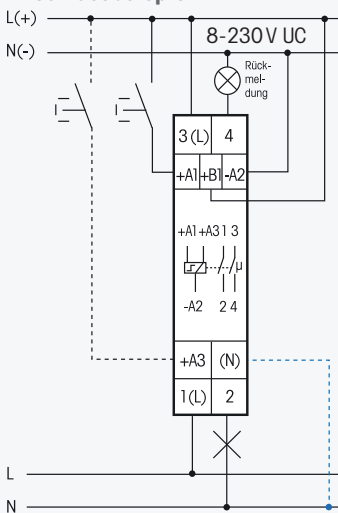 L(+)
N(-)
8-230V UC
Rück-
mel-
dung
3(L) 4
+A1 +B1 -A2
+A1 +A3 1 3
µ
-A2 2 4
+A3 (N)
1(L) 2
L
N